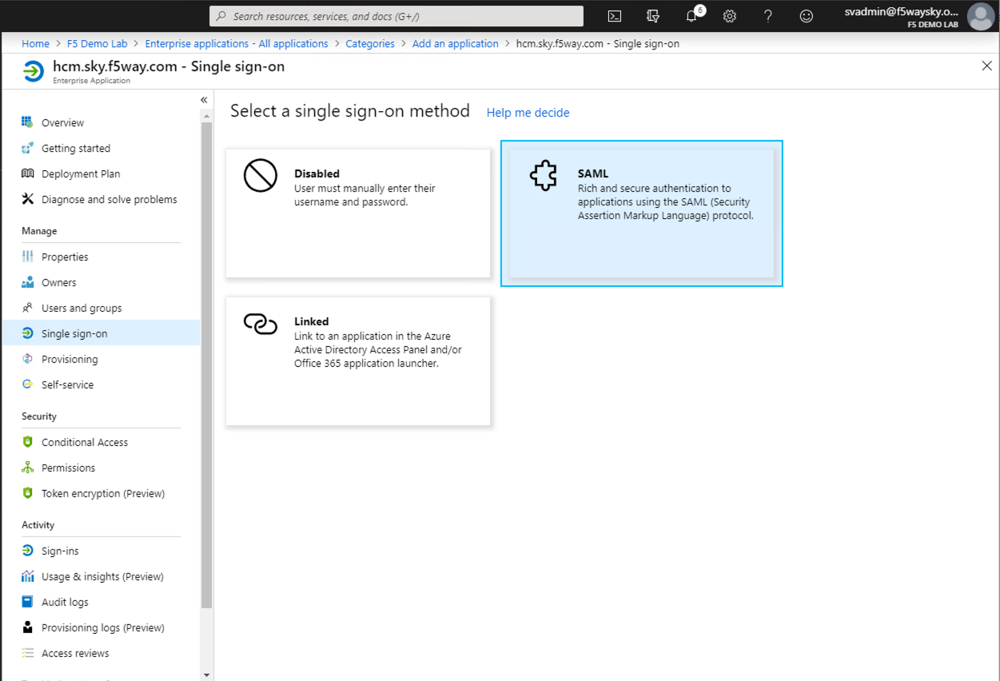 Search resources, services, and docs (G+/)
6
svadmin@f5waysky.o...
F5 DEMO LAB
Home > F5 Demo Lab > Enterprise applications - All applications > Categories > Add an application > hcm.sky.f5way.com - Single sign-on
hcm.sky.f5way.com - Single sign-on
Enterprise Application
Overview
Getting started
Deployment Plan
Diagnose and solve problems
Manage
Properties
Owners
Users and groups
Single sign-on
Provisioning
Self-service
Security
Conditional Access
Permissions
Token encryption (Preview)
Activity
Sign-ins
Usage & insights (Preview)
Audit logs
Provisioning logs (Preview)
Access reviews
Select a single sign-on method Help me decide
Disabled
User must manually enter their
username and password.
SAML
Rich and secure authentication to
applications using the SAML (Security
Assertion Markup Language) protocol.
Linked
Link to an application in the Azure
Active Directory Access Panel and/or
Office 365 application launcher.